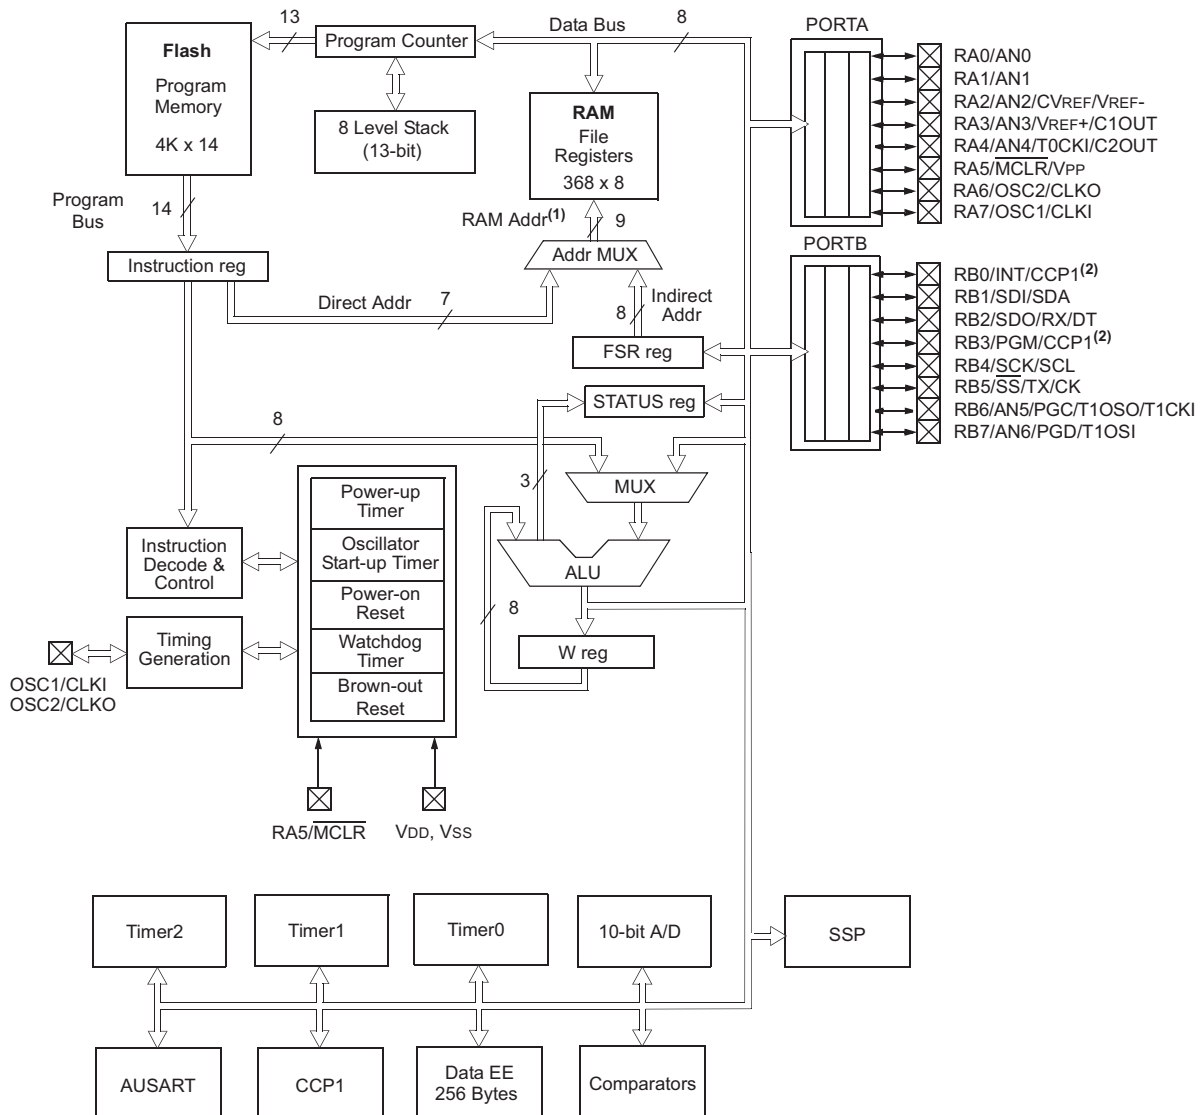 13
Data Bus
8
PORTA
Flash
Program
Memory
4K x 14
Program Counter
8 Level Stack
(13-bit)
RAM
File
Registers
368 x 8
RA0/AN0
RA1/AN1
RA2/AN2/CVREF/VREF-
RA3/AN3/VREF+/C1OUT
RA4/AN4/T0CKI/C2OUT
RA5/MCLR/VPP
RA6/OSC2/CLKO
RA7/OSC1/CLKI
Program
Bus
14
RAM Addr(1)
9
PORTB
Instruction reg
Addr MUX
Direct Addr
7
8
Indirect
Addr
FSR reg
RB0/INT/CCP1(2)
RB1/SDI/SDA
RB2/SDO/RX/DT
RB3/PGM/CCP1(2)
RB4/SCK/SCL
RB5/SS/TX/CK
RB6/AN5/PGC/T1OSO/T1CKI
RB7/AN6/PGD/T1OSI
STATUS reg
8
3
MUX
Power-up
Timer
Oscillator
Start-up Timer
Power-on
Reset
Watchdog
Timer
Brown-out
Reset
Instruction
Decode &
Control
ALU
8
W reg
Timing
Generation
OSC1/CLKI
OSC2/CLKO
RA5/MCLR
VDD, VSS
Timer2
Timer1
Timer0
10-bit A/D
SSP
AUSART
CCP1
Data EE
256 Bytes
Comparators